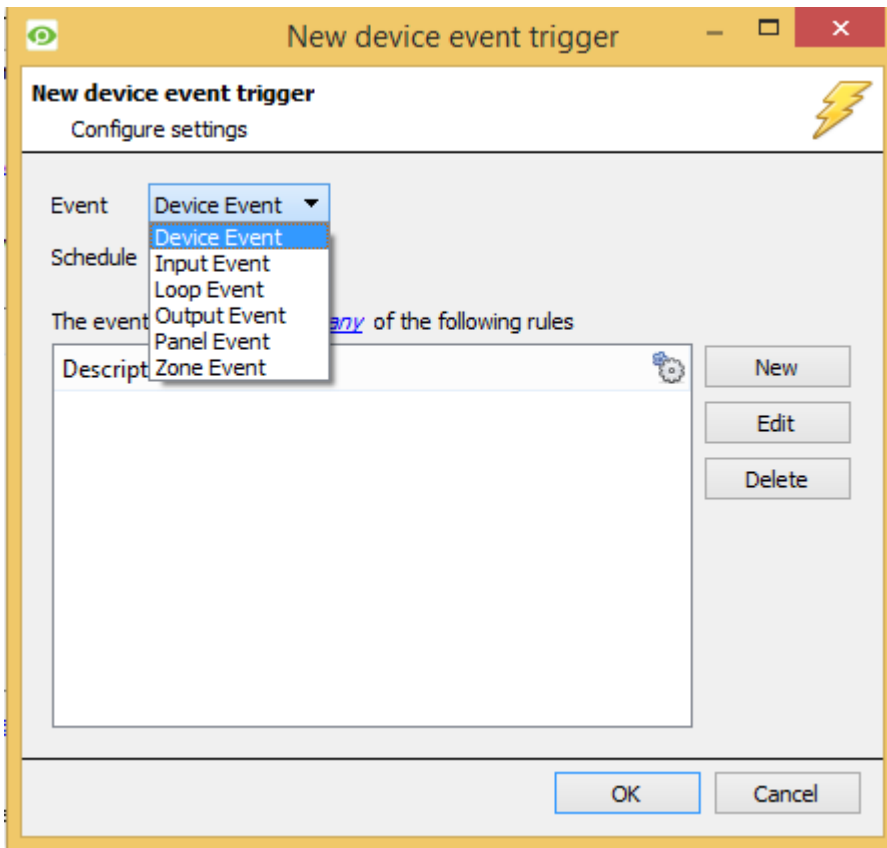 New device event trigger
New device event trigger
Configure settings
Event Device Event
Device Event
Schedule
Input Event
Loop Event
Output Event
The event any of the following rules
Panel Event
Zone Event
Descript
New
Edit
Delete
OK Cancel